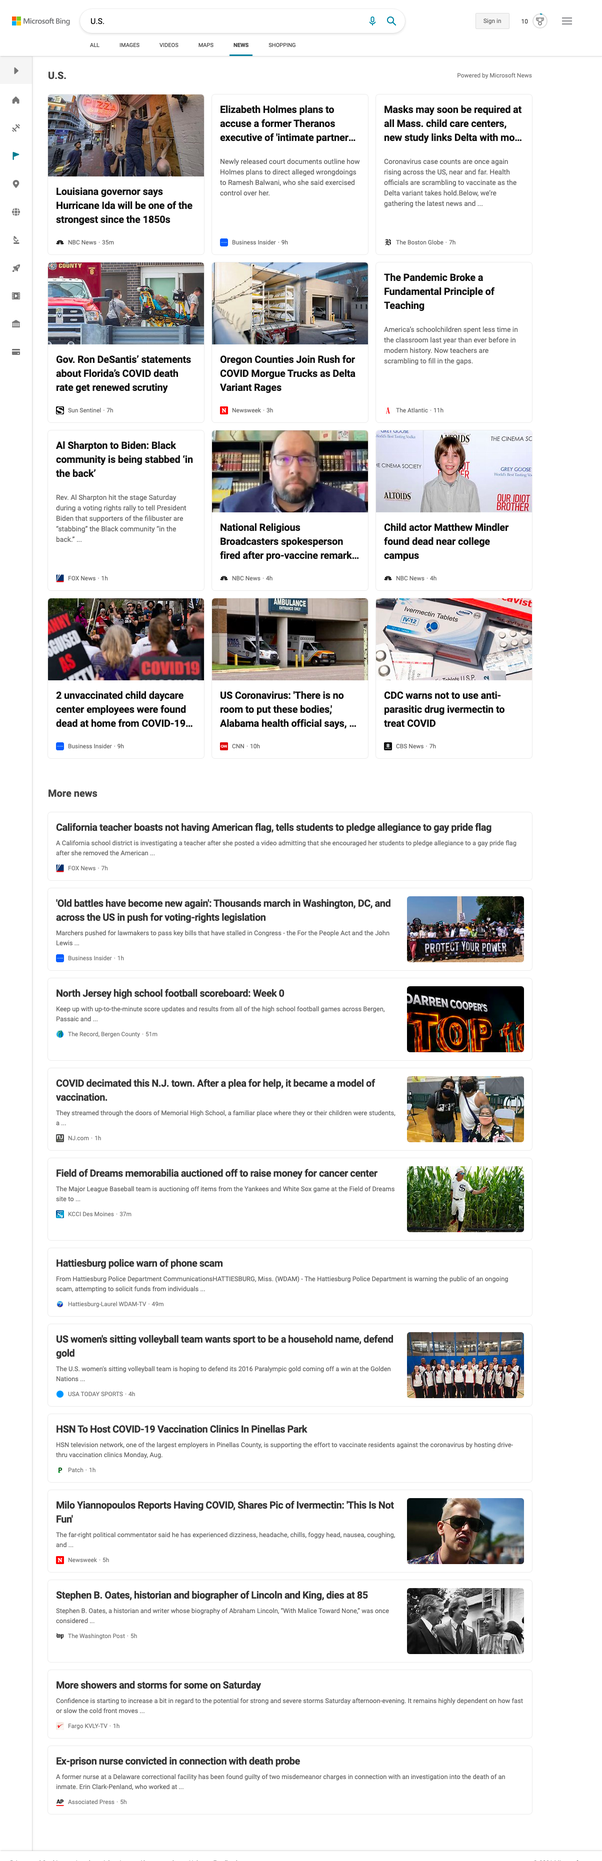 Microsoft Bing
U.S.
Sign in
10
ALL IMAGES VIDEOS MAPS NEWS SHOPPING
U.S.
Powered by Microsoft News
PIZZA
Louisiana governor says
Hurricane Ida will be one of the
strongest since the 1850s
NBC News · 35m
Elizabeth Holmes plans to
accuse a former Theranos
executive of 'intimate partner...
Newly released court documents outline how
Holmes plans to direct alleged wrongdoings
to Ramesh Balwani, who she said exercised
control over her.
Business Insider · 9h
Masks may soon be required at
all Mass. child care centers,
new study links Delta with mo...
Coronavirus case counts are once again
rising across the US, near and far. Health
officials are scrambling to vaccinate as the
Delta variant takes hold.Below, we're
gathering the latest news and ...
The Boston Globe · 7h
COUNTY
Gov. Ron DeSantis' statements
about Florida's COVID death
rate get renewed scrutiny
Sun Sentinel · 7h
Oregon Counties Join Rush for
COVID Morgue Trucks as Delta
Variant Rages
Newsweek · 3h
The Pandemic Broke a
Fundamental Principle of
Teaching
America's schoolchildren spent less time in
the classroom last year than ever before in
modern history. Now teachers are
scrambling to fill in the gaps.
The Atlantic · 11h
Al Sharpton to Biden: Black
community is being stabbed 'in
the back'
Rev. Al Sharpton hit the stage Saturday
during a voting rights rally to tell President
Biden that supporters of the filibuster are
"stabbing" the Black community "in the
back." ...
FOX News · 1h
National Religious
Broadcasters spokesperson
fired after pro-vaccine remark...
NBC News · 4h
ALTOIDS
THE CINEMA SOCIETY
GREY GOOSE
OUR IDIOT
BROTHER
Child actor Matthew Mindler
found dead near college
campus
NBC News · 4h
COVID19
2 unvaccinated child daycare
center employees were found
dead at home from COVID-19...
Business Insider · 9h
AMBULANCE
US Coronavirus: 'There is no
room to put these bodies,'
Alabama health official says, ...
CNN · 10h
Ivermectin Tablets
CDC warns not to use anti-
parasitic drug ivermectin to
treat COVID
CBS News · 7h
More news
California teacher boasts not having American flag, tells students to pledge allegiance to gay pride flag
A California school district is investigating a teacher after she posted a video admitting that she encouraged her students to pledge allegiance to a gay pride flag
after she removed the American ...
FOX News · 7h
'Old battles have become new again': Thousands march in Washington, DC, and
across the US in push for voting-rights legislation
Marchers pushed for lawmakers to pass key bills that have stalled in Congress - the For the People Act and the John
Lewis ...
Business Insider · 1h
PROTECT YOUR POWER
North Jersey high school football scoreboard: Week 0
Keep up with up-to-the-minute score updates and results from all of the high school football games across Bergen,
Passaic and ...
The Record, Bergen County · 51m
DARREN COOPER'S
TOP 10
COVID decimated this N.J. town. After a plea for help, it became a model of
vaccination.
They streamed through the doors of Memorial High School, a familiar place where they or their children were students,
a ...
NJ.com · 1h
Field of Dreams memorabilia auctioned off to raise money for cancer center
The Major League Baseball team is auctioning off items from the Yankees and White Sox game at the Field of Dreams
site to ...
KCCI Des Moines · 37m
Hattiesburg police warn of phone scam
From Hattiesburg Police Department CommunicationsHATTIESBURG, Miss. (WDAM) - The Hattiesburg Police Department is warning the public of an ongoing
scam, attempting to solicit funds from individuals ...
Hattiesburg-Laurel WDAM-TV · 49m
US women's sitting volleyball team wants sport to be a household name, defend
gold
The U.S. women's sitting volleyball team is hoping to defend its 2016 Paralympic gold coming off a win at the Golden
Nations ...
USA TODAY SPORTS · 4h
HSN To Host COVID-19 Vaccination Clinics In Pinellas Park
HSN television network, one of the largest employers in Pinellas County, is supporting the effort to vaccinate residents against the coronavirus by hosting drive-
thru vaccination clinics Monday, Aug.
Patch · 1h
Milo Yiannopoulos Reports Having COVID, Shares Pic of Ivermectin: 'This Is Not
Fun'
The far-right political commentator said he has experienced dizziness, headache, chills, foggy head, nausea, coughing,
and ...
Newsweek · 5h
Stephen B. Oates, historian and biographer of Lincoln and King, dies at 85
Stephen B. Oates, a historian and writer whose biography of Abraham Lincoln, "With Malice Toward None," was once
considered ...
The Washington Post · 5h
More showers and storms for some on Saturday
Confidence is starting to increase a bit in regard to the potential for strong and severe storms Saturday afternoon-evening. It remains highly dependent on how fast
or slow the cold front moves ...
Fargo KVLY-TV · 1h
Ex-prison nurse convicted in connection with death probe
A former nurse at a Delaware correctional facility has been found guilty of two misdemeanor charges in connection with an investigation into the death of an
inmate. Erin Clark-Penland, who worked at ...
Associated Press · 5h